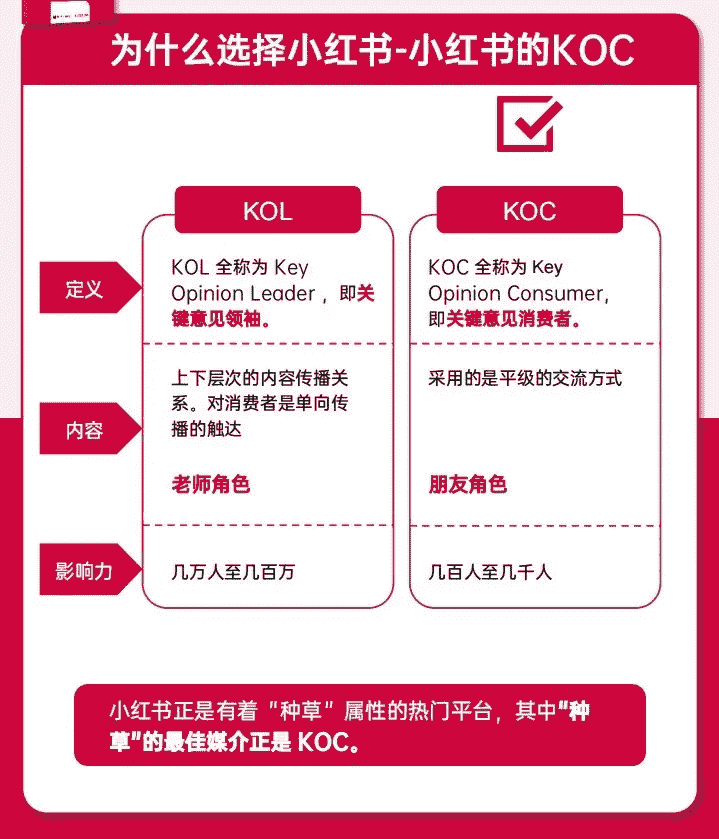 为什么选择小红书-小红书的KOC
KOL
KOC
定义
KOL 全称为 Key
Opinion Leader ，即关
键意见领袖。
KOC 全称为 Key
Opinion Consumer，
即关键意见消费者。
内容
上下层次的内容传播关
系。对消费者是单向传
播的触达
老师角色
采用的是平级的交流方式
朋友角色
影响力
几万人至几百万
几百人至几千人
小红书正是有着“种草”属性的热门平台，其中“种
草”的最佳媒介正是 KOC。